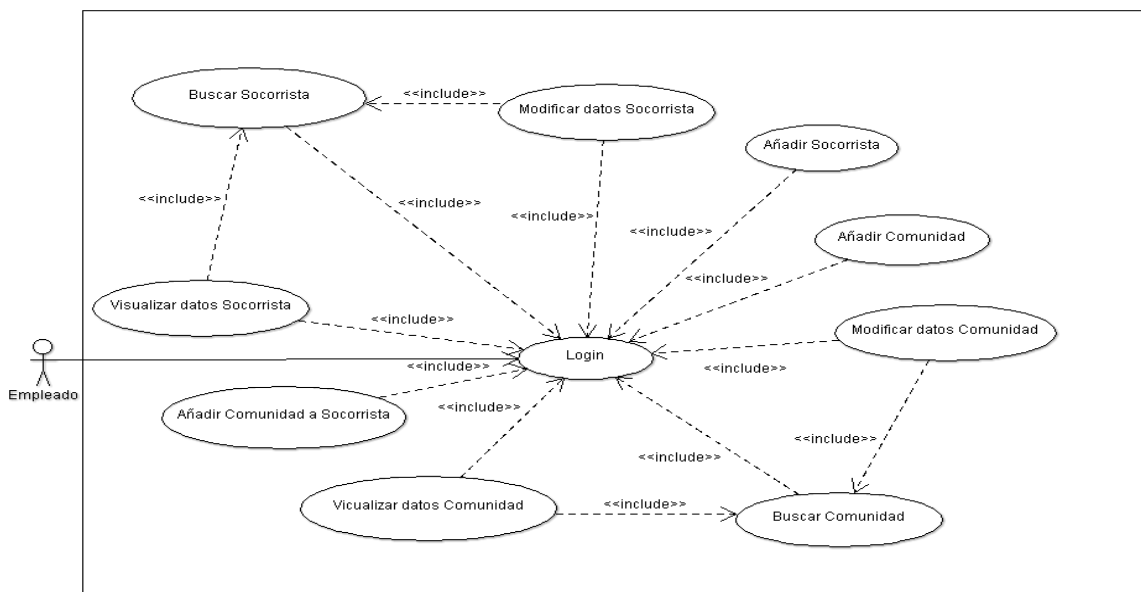 Buscar Socorrista
<<include>>
Modificar datos Socorrista
Añadir Socorrista
<<include>>
<<include>>
<<include>>
<<include>>
Añadir Comunidad
<<include>>
Visualizar datos Socorrista
<<include>>
<<include>>
Modificar datos Comunidad
Login
<<include>>
<<include>>
Empleado
Añadir Comunidad a Socorrista
<<include>>
<<include>>
<<include>>
Vicualizar datos Comunidad
<<include>>
Buscar Comunidad